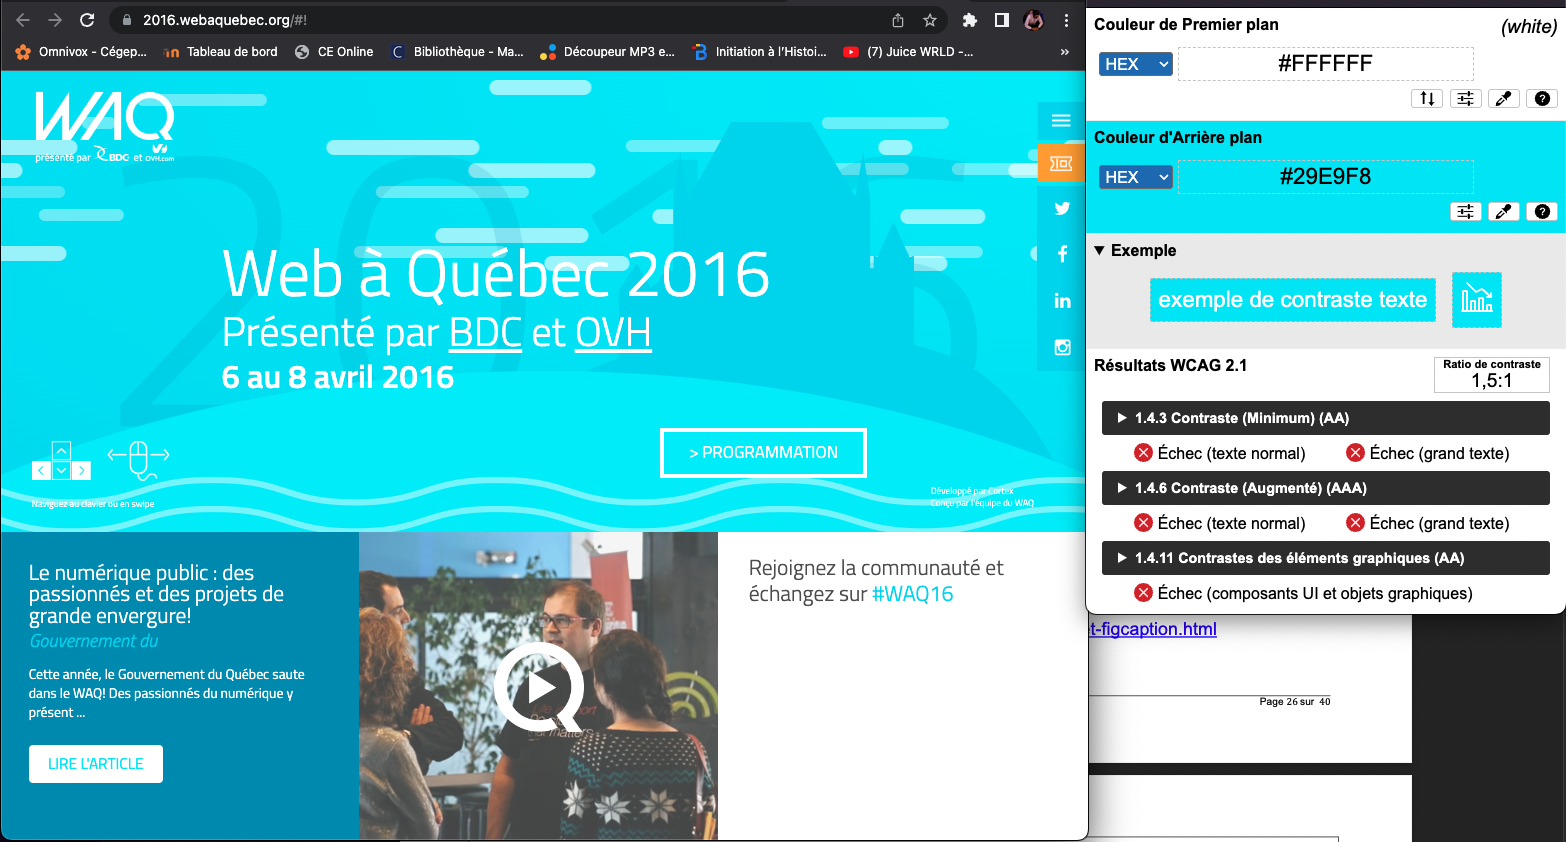 2016.webaquebec.org/#!
Omnivox - Cégep...
Tableau de bord
CE Online
Bibliothèque - Ma...
Découpeur MP3 e...
Initiation à l'Histoi...
(7) Juice WRLD -...
»
WAQ
présenté par BDC et OVH.com
2016
Web à Québec 2016
Présenté par BDC et OVH
6 au 8 avril 2016
> PROGRAMMATION
Naviguez au clavier ou en swipe
Développé par Cortex
Conçu par l'équipe du WAQ
Le numérique public : des
passionnés et des projets de
grande envergure!
Gouvernement du
Cette année, le Gouvernement du Québec saute
dans le WAQ! Des passionnés du numérique y
présent ...
LIRE L'ARTICLE
that matters
Rejoignez la communauté et
échangez sur #WAQ16
Couleur de Premier plan
(white)
HEX
#FFFFFF
Couleur d'Arrière plan
HEX
#29E9F8
▼ Exemple
exemple de contraste texte
Résultats WCAG 2.1
Ratio de contraste
1,5:1
1.4.3 Contraste (Minimum) (AA)
Échec (texte normal)
Échec (grand texte)
1.4.6 Contraste (Augmenté) (AAA)
Échec (texte normal)
Échec (grand texte)
1.4.11 Contrastes des éléments graphiques (AA)
Échec (composants UI et objets graphiques)
t-figcaption.html
Page 26 sur 40